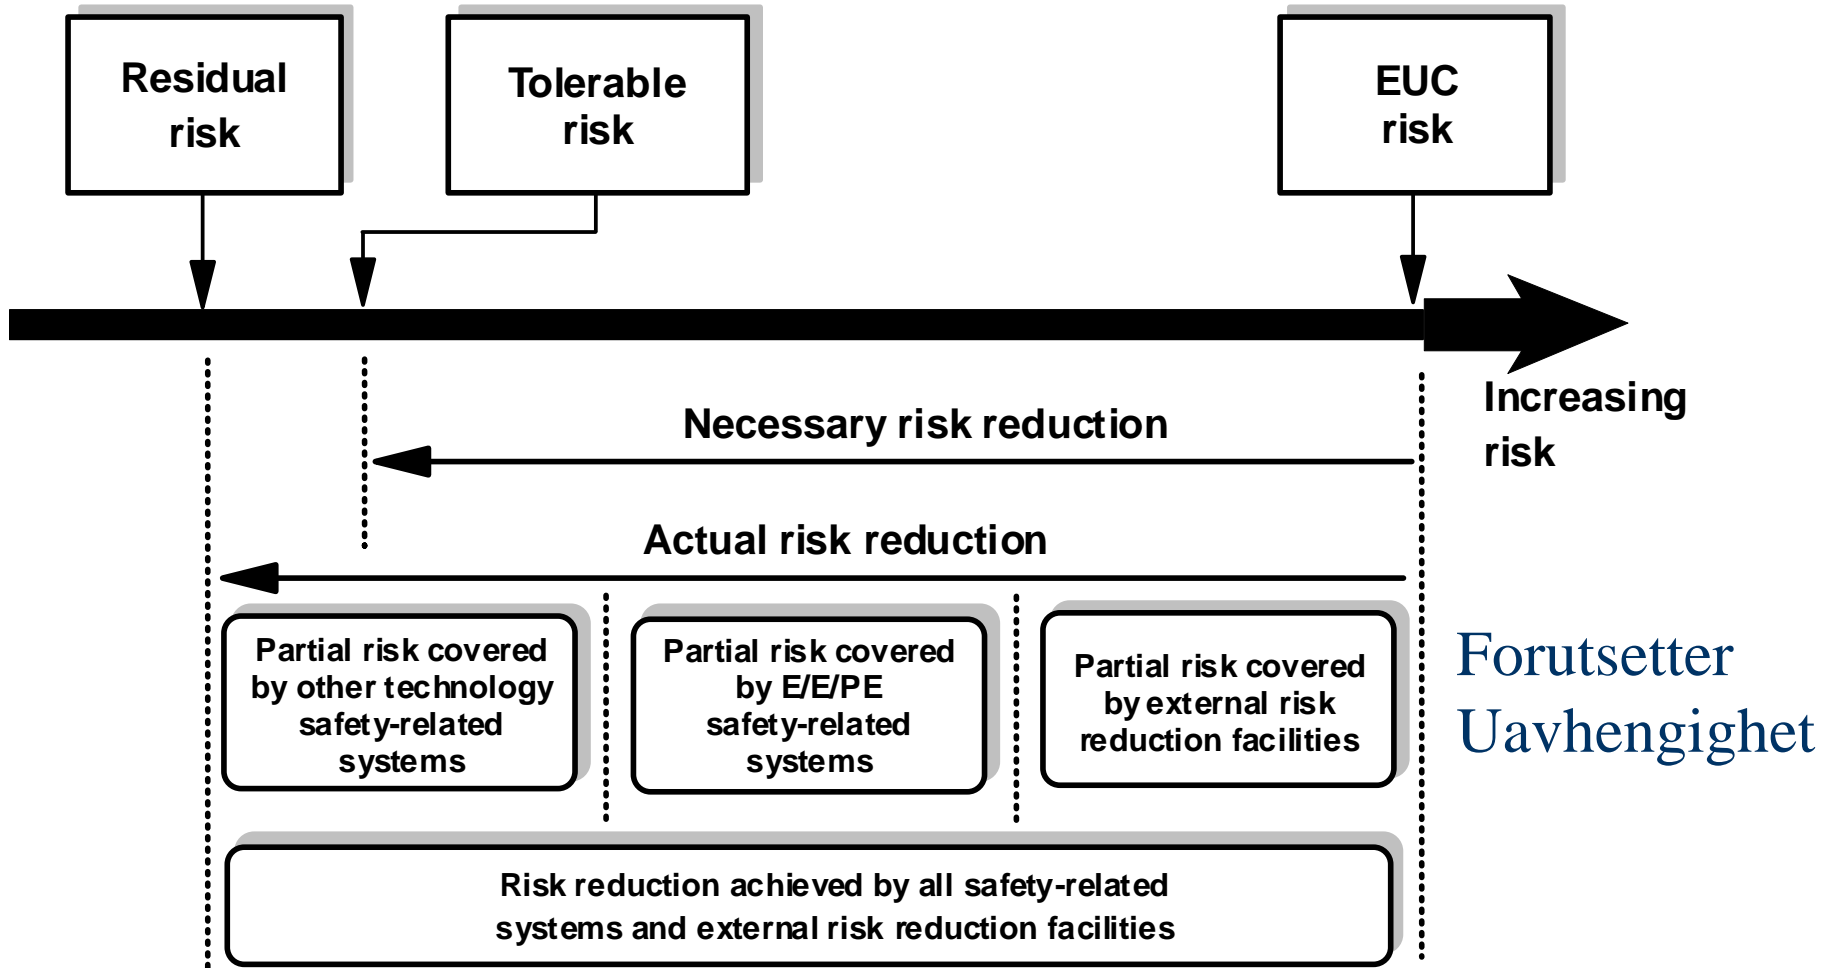 Residual
risk
Tolerable
risk
EUC
risk
Increasing
risk
Necessary risk reduction
Actual risk reduction
Partial risk covered
by other technology
safety-related
systems
Partial risk covered
by E/E/PE
safety-related
systems
Partial risk covered
by external risk
reduction facilities
Forutsetter
Uavhengighet
Risk reduction achieved by all safety-related
systems and external risk reduction facilities